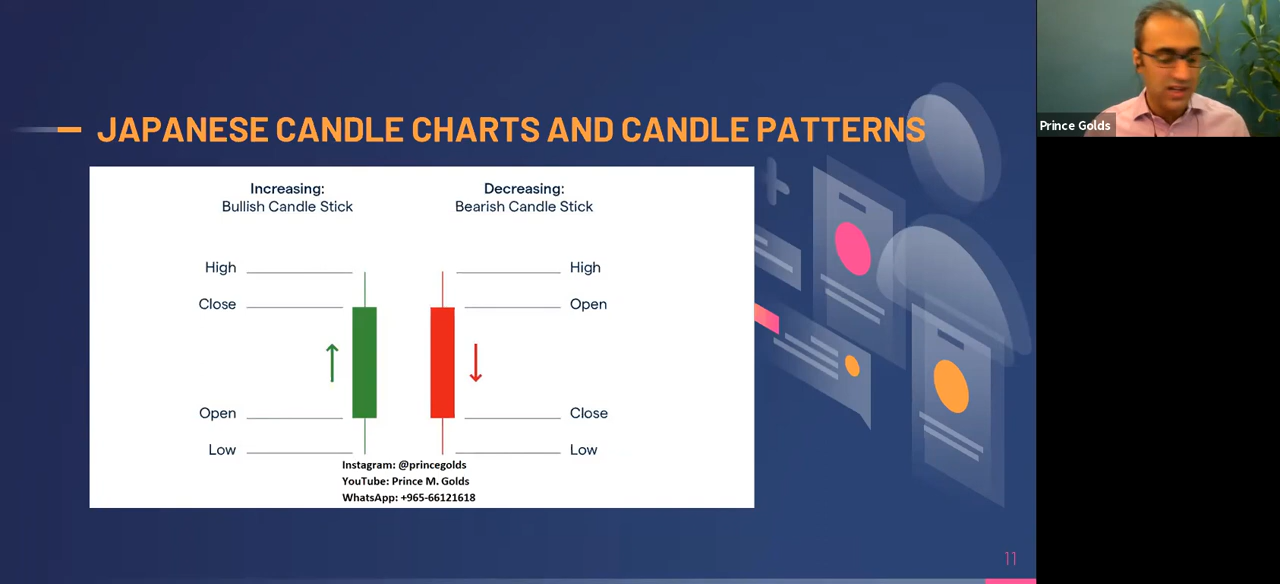 JAPANESE CANDLE CHARTS AND CANDLE PATTERNS
Increasing:
Bullish Candle Stick
Decreasing:
Bearish Candle Stick
High
High
Close
Open
Open
Close
Low
Low
Instagram: @princegolds
YouTube: Prince M. Golds
WhatsApp: +965-66121618
11
Prince Golds